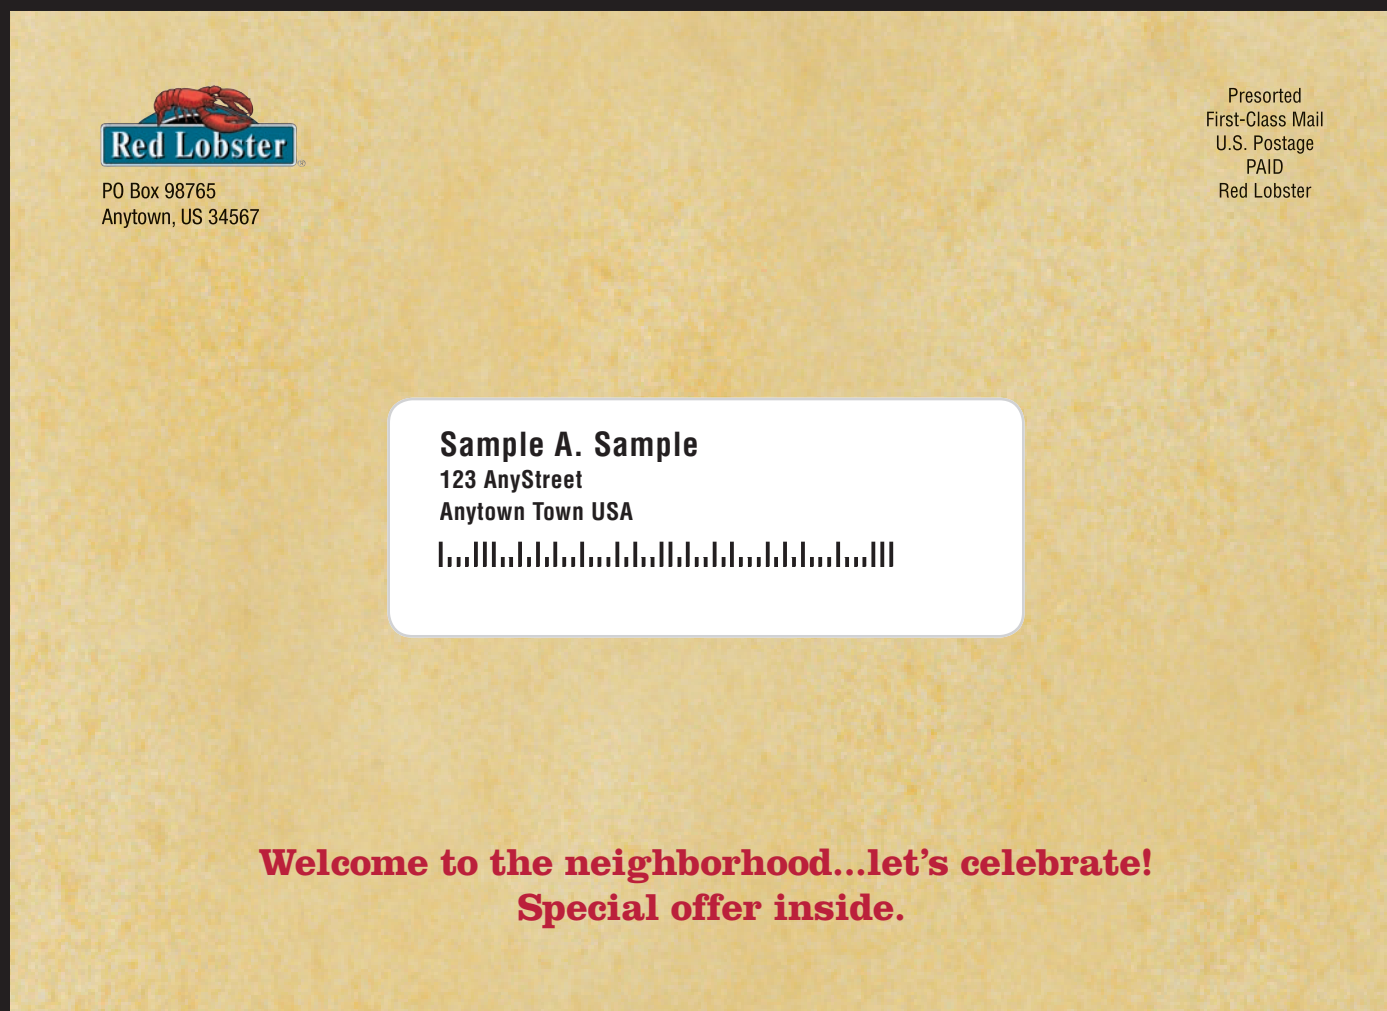 Red Lobster
PO Box 98765
Anytown, US 34567
Presorted
First-Class Mail
U.S. Postage
PAID
Red Lobster
Sample A. Sample
123 AnyStreet
Anytown Town USA
Welcome to the neighborhood...let’s celebrate!
Special offer inside.